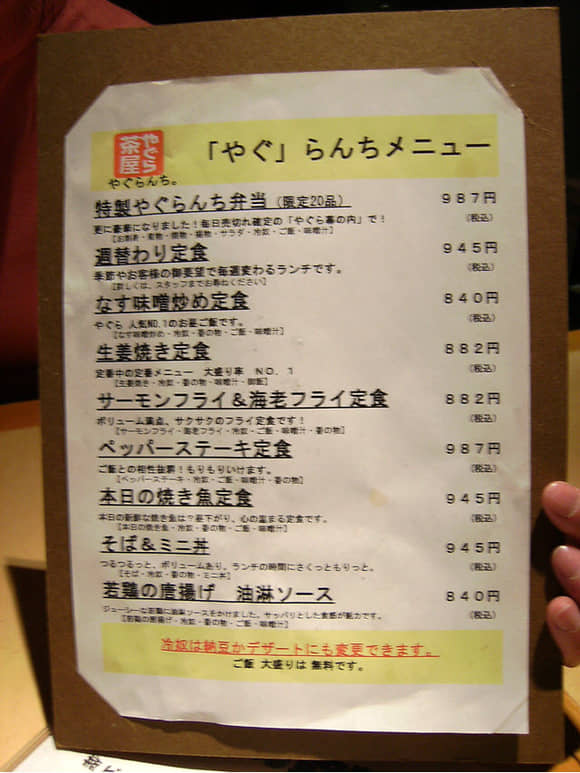 やぐら
茶屋
やぐらんち。
「やぐ」らんちメニュー
特製やぐらんち弁当（限定20品） 987円
更に豪華になりました！毎日売切れ確定の「やぐら幕の内」で！ （税込）
【お刺身・煮物・焼物・揚物・サラダ・冷奴・ご飯・味噌汁】
週替わり定食 945円
季節やお客様の御要望で毎週変わるランチです。 （税込）
【詳しくは、スタッフまでお尋ねください】
なす味噌炒め定食 840円
やぐら 人気NO.1のお昼ご飯です。 （税込）
【なす味噌炒め・冷奴・香の物・ご飯・味噌汁】
生姜焼き定食 882円
定番中の定番メニュー 大盛り率 NO．1 （税込）
【生姜焼き・冷奴・香の物・味噌汁・御飯】
サーモンフライ＆海老フライ定食 882円
ボリューム満点、サクサクのフライ定食です！ （税込）
【サーモンフライ・海老フライ・冷奴・ご飯・味噌汁・香の物】
ペッパーステーキ定食 987円
ご飯との相性抜群！もりもりいけます。 （税込）
【ペッパーステーキ・冷奴・ご飯・味噌汁・香の物】
本日の焼き魚定食 945円
本日の新鮮な焼き魚は？昼下がり、心の温まる定食です。 （税込）
【本日の焼き魚・冷奴・香の物・ご飯・味噌汁】
そば＆ミニ丼 945円
つるつるっと、ボリュームあり。ランチの時間にさくっともりっと。 （税込）
【そば・冷奴・香の物・ミニ丼】
若鶏の唐揚げ 油淋ソース 840円
ジューシーな若鶏に油淋ソースをかけました。サッパリとした食感が魅力です。 （税込）
【若鶏の唐揚げ・冷奴・香の物・ご飯・味噌汁】
冷奴は納豆かデザートにも変更できます。
ご飯 大盛りは 無料です。